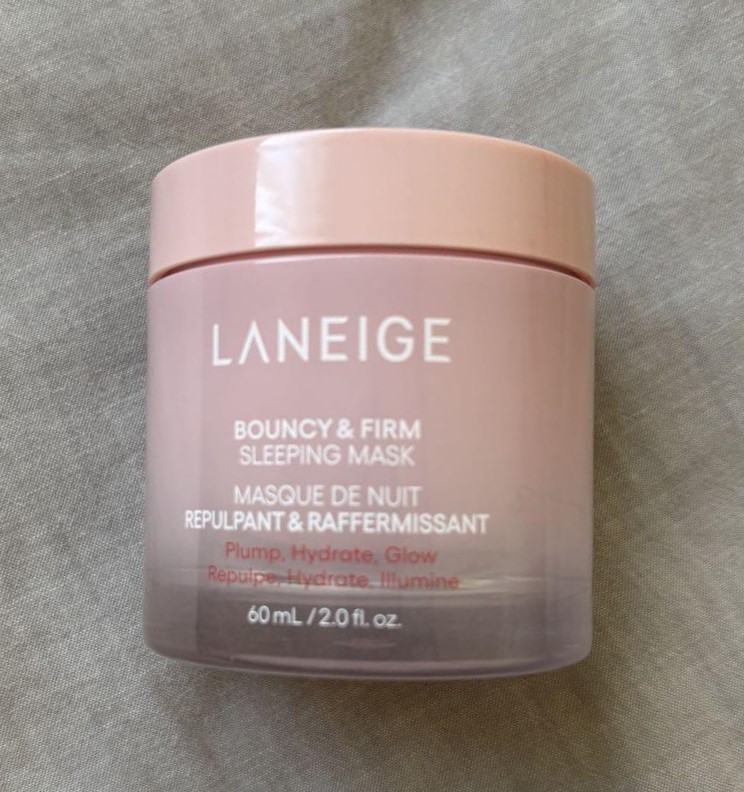 LANEIGE
BOUNCY & FIRM
SLEEPING MASK
MASQUE DE NUIT
REPULPANT & RAFFERMISSANT
Plump, Hydrate, Glow
Repulpe, Hydrate, Illumine
60 mL / 2.0 fl. oz.